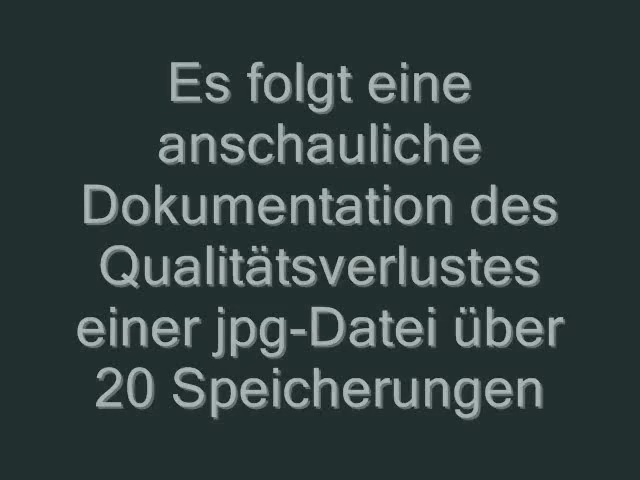 Es folgt eine
anschauliche
Dokumentation des
Qualitätsverlustes
einer jpg-Datei über
20 Speicherungen